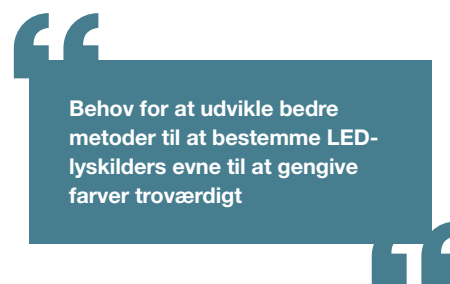 Behov for at udvikle bedre
metoder til at bestemme LED-
lyskilders evne til at gengive
farver troværdigt